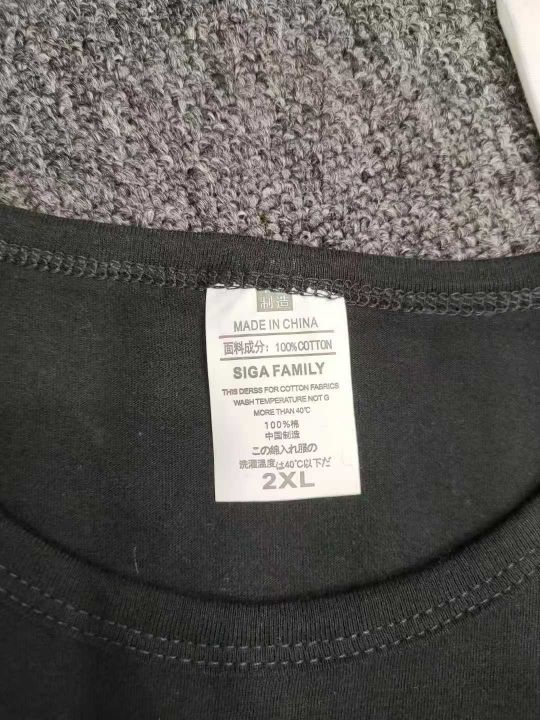 制造
MADE IN CHINA
面料成分: 100%COTTON
SIGA FAMILY
THIS DERSS FOR COTTON FABRICS
WASH TEMPERATURE NOT G
MORE THAN 40℃
100%棉
中国制造
この綿入れ服の
洗濯温度は40℃以下だ
2XL